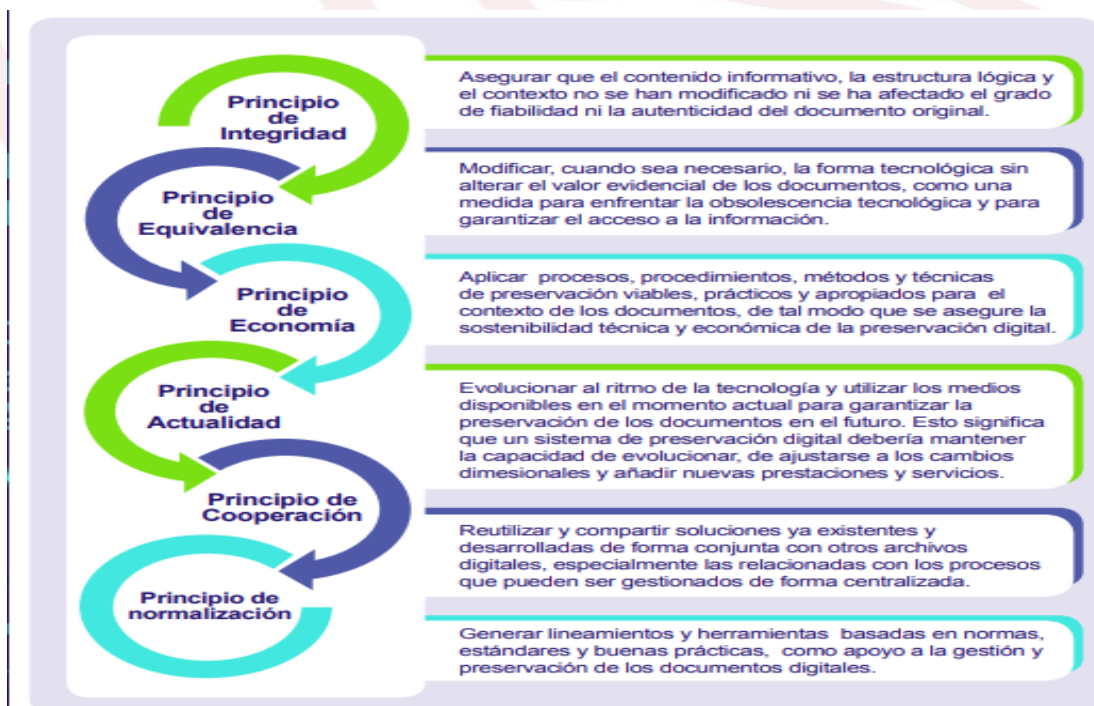 Principio
de
Integridad
Asegurar que el contenido informativo, la estructura lógica y
el contexto no se han modificado ni se ha afectado el grado
de fiabilidad ni la autenticidad del documento original.
Principio
de
Equivalencia
Modificar, cuando sea necesario, la forma tecnológica sin
alterar el valor evidencial de los documentos, como una
medida para enfrentar la obsolescencia tecnológica y para
garantizar el acceso a la información.
Principio
de
Economía
Aplicar procesos, procedimientos, métodos y técnicas
de preservación viables, prácticos y apropiados para el
contexto de los documentos, de tal modo que se asegure la
sostenibilidad técnica y económica de la preservación digital.
Principio
de
Actualidad
Evolucionar al ritmo de la tecnología y utilizar los medios
disponibles en el momento actual para garantizar la
preservación de los documentos en el futuro. Esto significa
que un sistema de preservación digital debería mantener
la capacidad de evolucionar, de ajustarse a los cambios
dimesionales y añadir nuevas prestaciones y servicios.
Principio de
Cooperación
Reutilizar y compartir soluciones ya existentes y
desarrolladas de forma conjunta con otros archivos
digitales, especialmente las relacionadas con los procesos
que pueden ser gestionados de forma centralizada.
Principio de
normalización
Generar lineamientos y herramientas basadas en normas,
estándares y buenas prácticas, como apoyo a la gestión y
preservación de los documentos digitales.